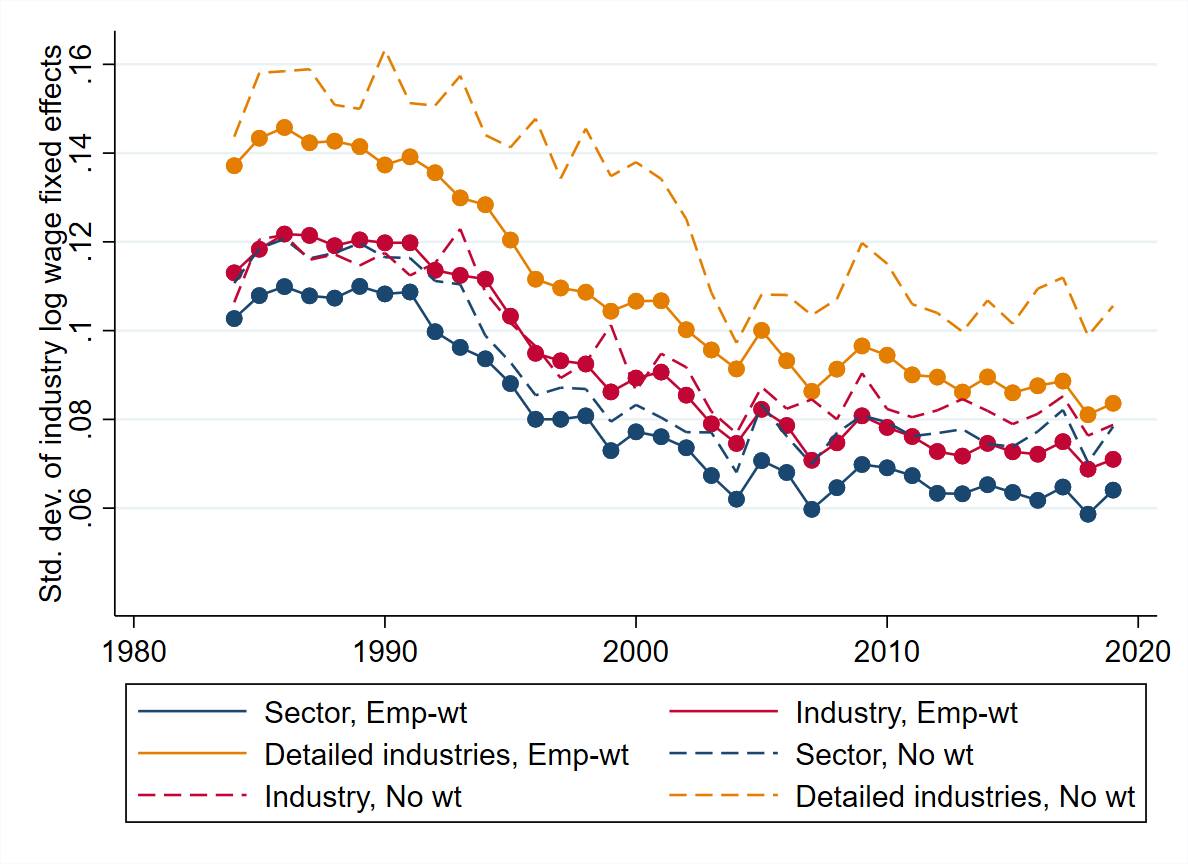 Std. dev. of industry log wage fixed effects
.16
.14
.12
.1
.08
.06
1980 1990 2000 2010 2020
Sector, Emp-wt Industry, Emp-wt
Detailed industries, Emp-wt Sector, No wt
Industry, No wt Detailed industries, No wt